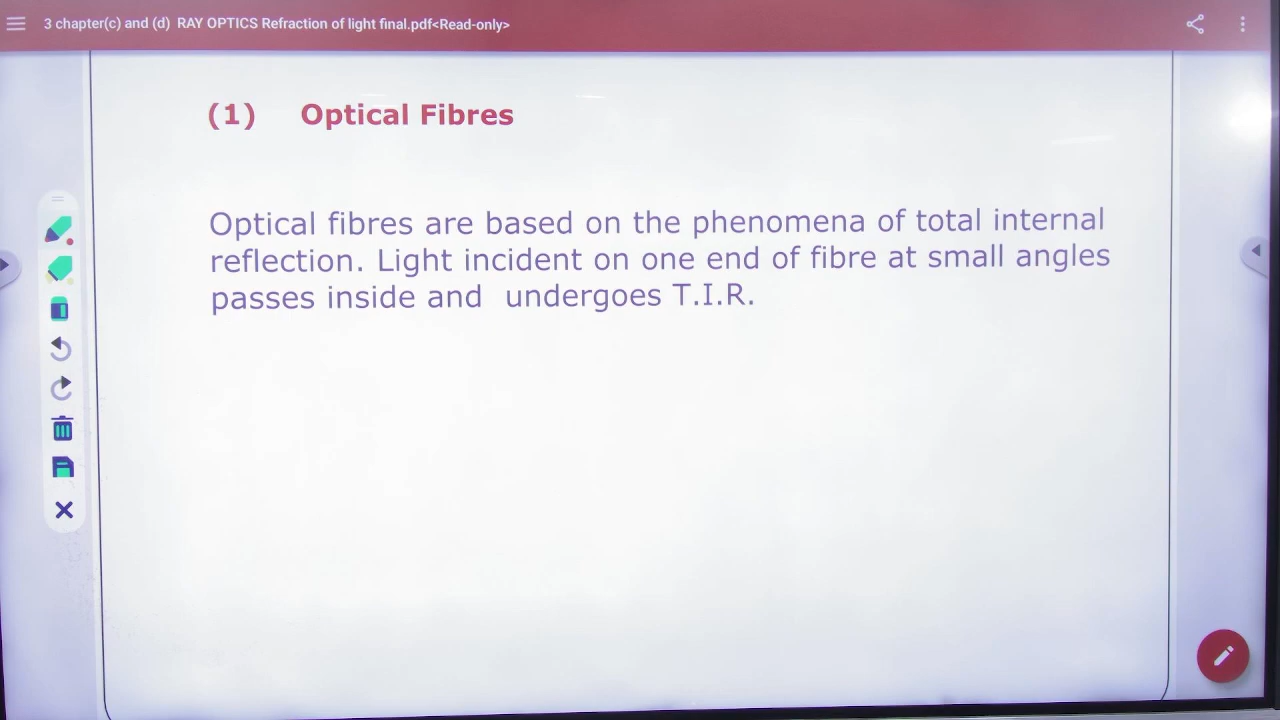 3 chapter(c) and (d) RAY OPTICS Refraction of light final.pdf<Read-only>
(1) Optical Fibres
Optical fibres are based on the phenomena of total internal
reflection. Light incident on one end of fibre at small angles
passes inside and undergoes T.I.R.